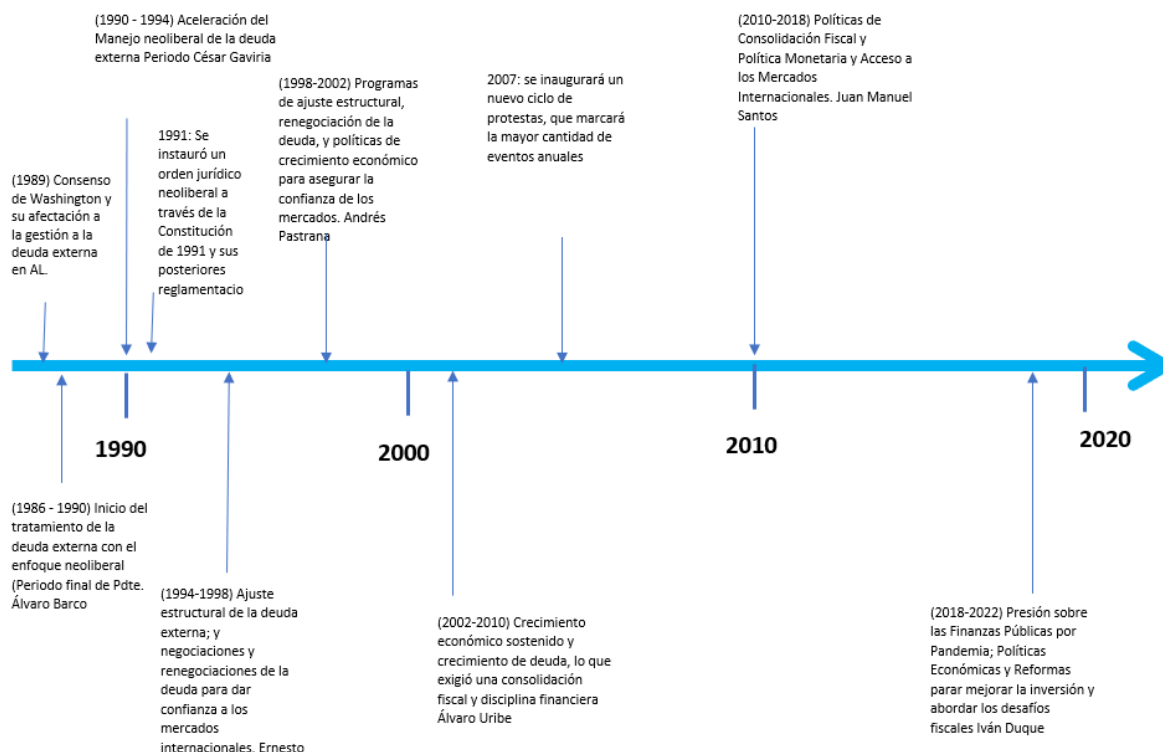 (1990 - 1994) Aceleración del
Manejo neoliberal de la deuda
externa Periodo César Gaviria
(2010-2018) Políticas de
Consolidación Fiscal y
Política Monetaria y Acceso a
los Mercados
Internacionales. Juan Manuel
Santos
(1998-2002) Programas
de ajuste estructural,
renegociación de la
deuda, y políticas de
crecimiento económico
para asegurar la
confianza de los
mercados. Andrés
Pastrana
2007: se inaugurará un
nuevo ciclo de
protestas, que marcará
la mayor cantidad de
eventos anuales
1991: Se
instauró un
orden jurídico
neoliberal a
través de la
Constitución
de 1991 y sus
posteriores
reglamentacio
(1989) Consenso
de Washington y
su afectación a
la gestión a la
deuda externa
en AL.
1990
2000
2010
2020
(1986 - 1990) Inicio del
tratamiento de la
deuda externa con el
enfoque neoliberal
(Periodo final de Pdte.
Álvaro Barco
(1994-1998) Ajuste
estructural de la deuda
externa; y
negociaciones y
renegociaciones de la
deuda para dar
confianza a los
mercados
internacionales. Ernesto
(2002-2010) Crecimiento
económico sostenido y
crecimiento de deuda, lo que
exigió una consolidación
fiscal y disciplina financiera
Álvaro Uribe
(2018-2022) Presión sobre
las Finanzas Públicas por
Pandemia; Políticas
Económicas y Reformas
parar mejorar la inversión y
abordar los desafíos
fiscales Iván Duque